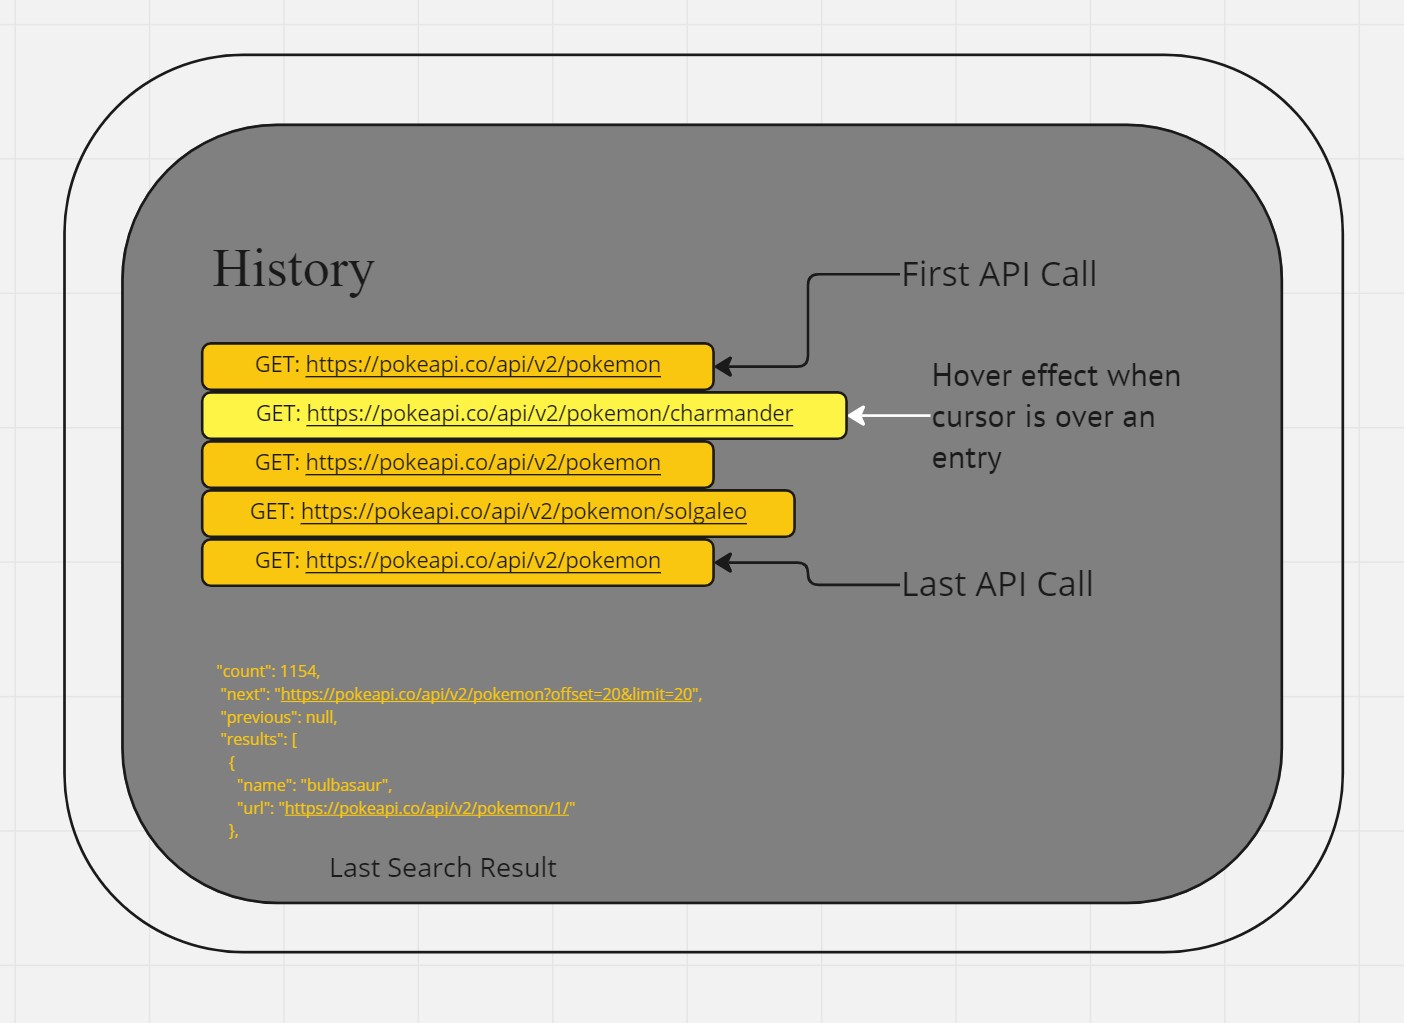 History
First API Call
GET: https://pokeapi.co/api/v2/pokemon
GET: https://pokeapi.co/api/v2/pokemon/charmander
Hover effect when
cursor is over an
entry
GET: https://pokeapi.co/api/v2/pokemon
GET: https://pokeapi.co/api/v2/pokemon/solgaleo
GET: https://pokeapi.co/api/v2/pokemon
Last API Call
"count": 1154,
"next": "https://pokeapi.co/api/v2/pokemon?offset=20&limit=20",
"previous": null,
"results": [
{
"name": "bulbasaur",
"url": "https://pokeapi.co/api/v2/pokemon/1/"
},
Last Search Result